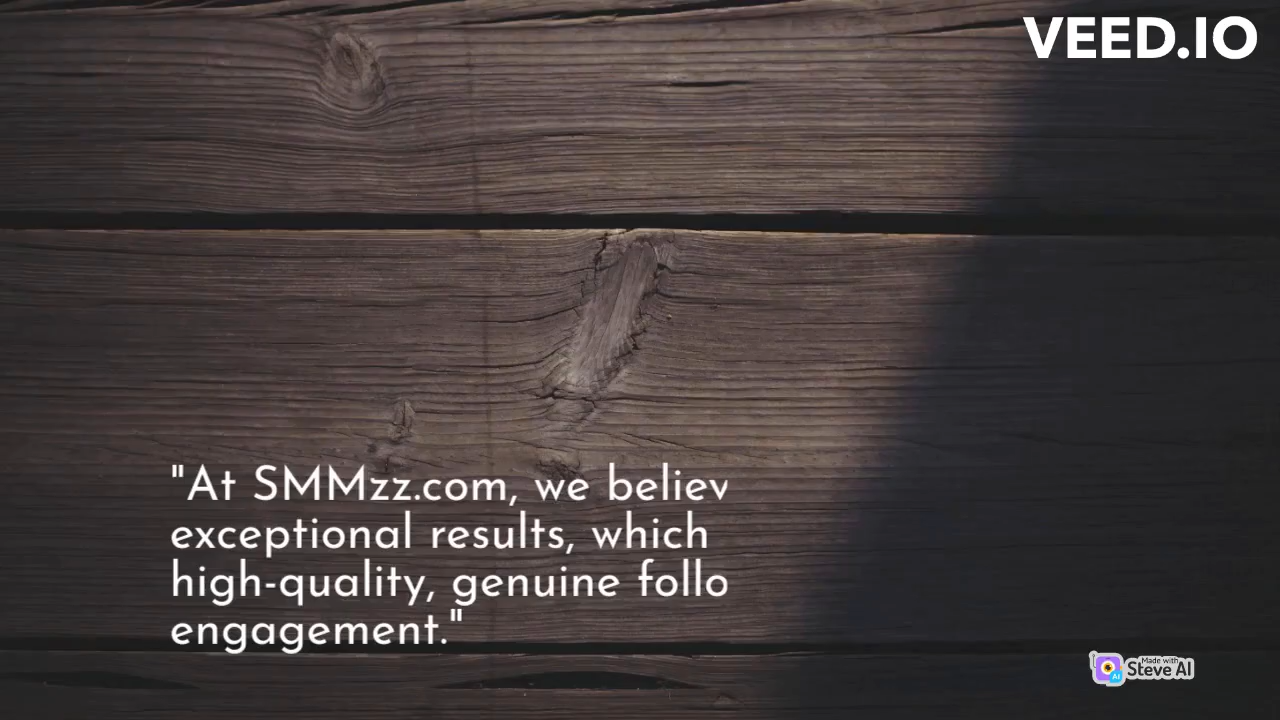 VEED.IO
"At SMMzz.com, we believ
exceptional results, which
high-quality, genuine follo
engagement."
Made with
Steve AI
AI